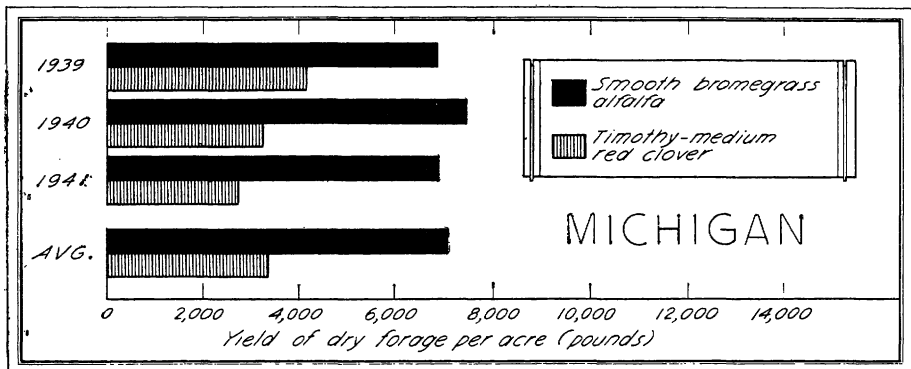 1939
1940
1941
AVG.
Smooth bromegrass
alfalfa
Timothy-medium
red clover
MICHIGAN
0 2,000 4,000 6,000 8,000 10,000 12,000 14,000
Yield of dry forage per acre (pounds)